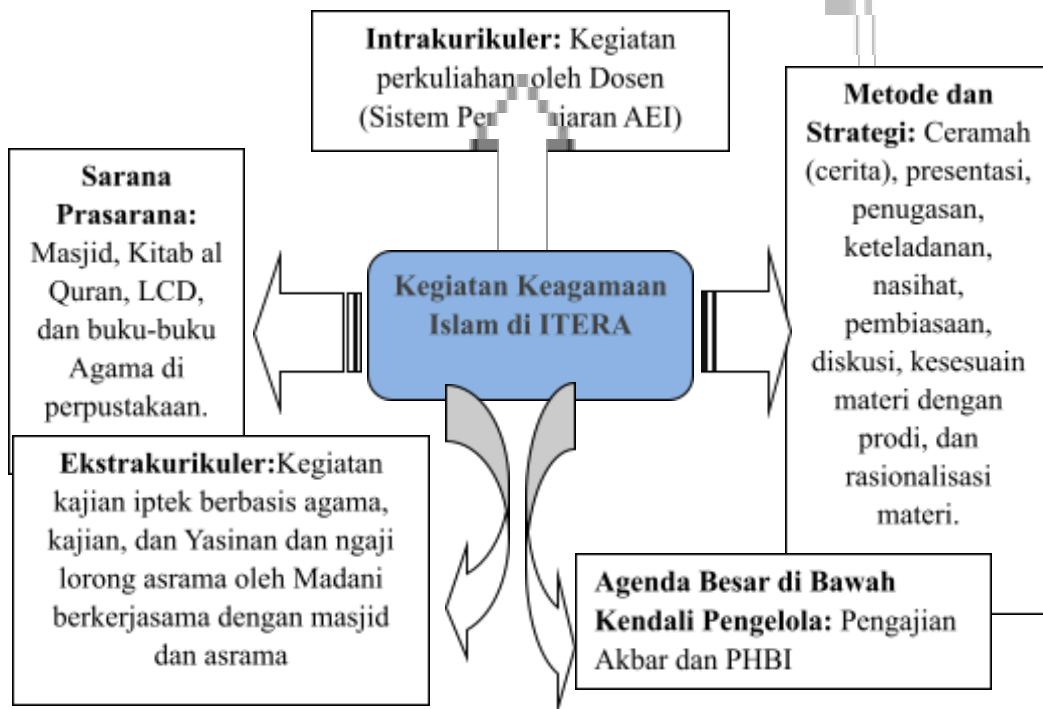 Intrakurikuler: Kegiatan
perkuliahan oleh Dosen
(Sistem AEI)
Metode dan
Strategi: Ceramah
(cerita), presentasi,
penugasan,
keteladanan,
nasihat,
pembiasaan,
diskusi, kesesuain
materi dengan
prodi, dan
rasionalisasi
materi.
Sarana
Prasarana:
Masjid, Kitab al
Quran, LCD,
dan buku-buku
Agama di
perpustakaan.
Kegiatan Keagamaan
Islam di ITERA
Ekstrakurikuler:Kegiatan
kajian iptek berbasis agama,
kajian, dan Yasinan dan ngaji
lorong asrama oleh Madani
berkerjasama dengan masjid
dan asrama
Agenda Besar di Bawah
Kendali Pengelola: Pengajian
Akbar dan PHBI